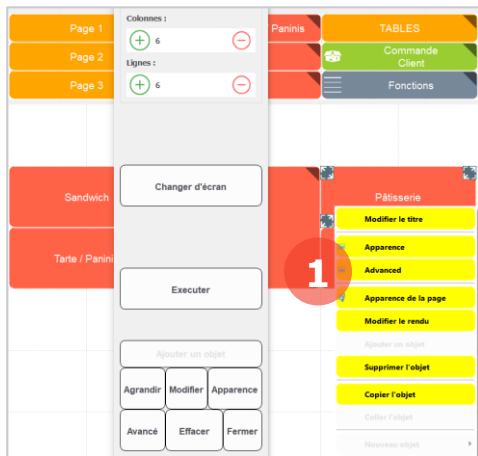 Page 1
Page 2
Page 3
Colonnes :
6
Lignes :
6
Paninis
TABLES
Commande
Client
Fonctions
Sandwich
Tarte / Panini
Changer d'écran
Executer
Ajouter un objet
Agrandir
Modifier
Apparence
Avancé
Effacer
Fermer
1
Pâtisserie
Modifier le titre
Apparence
Advanced
Apparence de la page
Modifier le rendu
Ajouter un objet
Supprimer l'objet
Copier l'objet
Coller l'objet
Nouveau objet